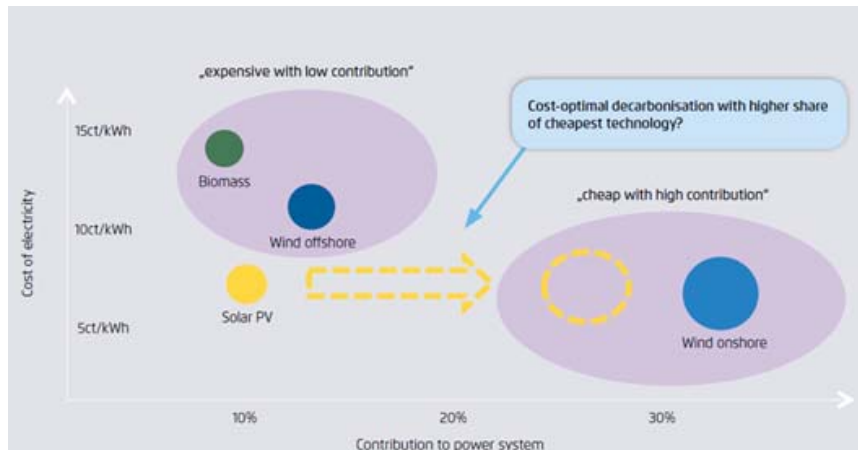 „expensive with low contribution“
Cost-optimal decarbonisation with higher share
of cheapest technology?
15ct/kWh
Biomass
„cheap with high contribution“
10ct/kWh
Wind offshore
Cost of electricity
Solar PV
5ct/kWh
Wind onshore
10%
20%
30%
Contribution to power system